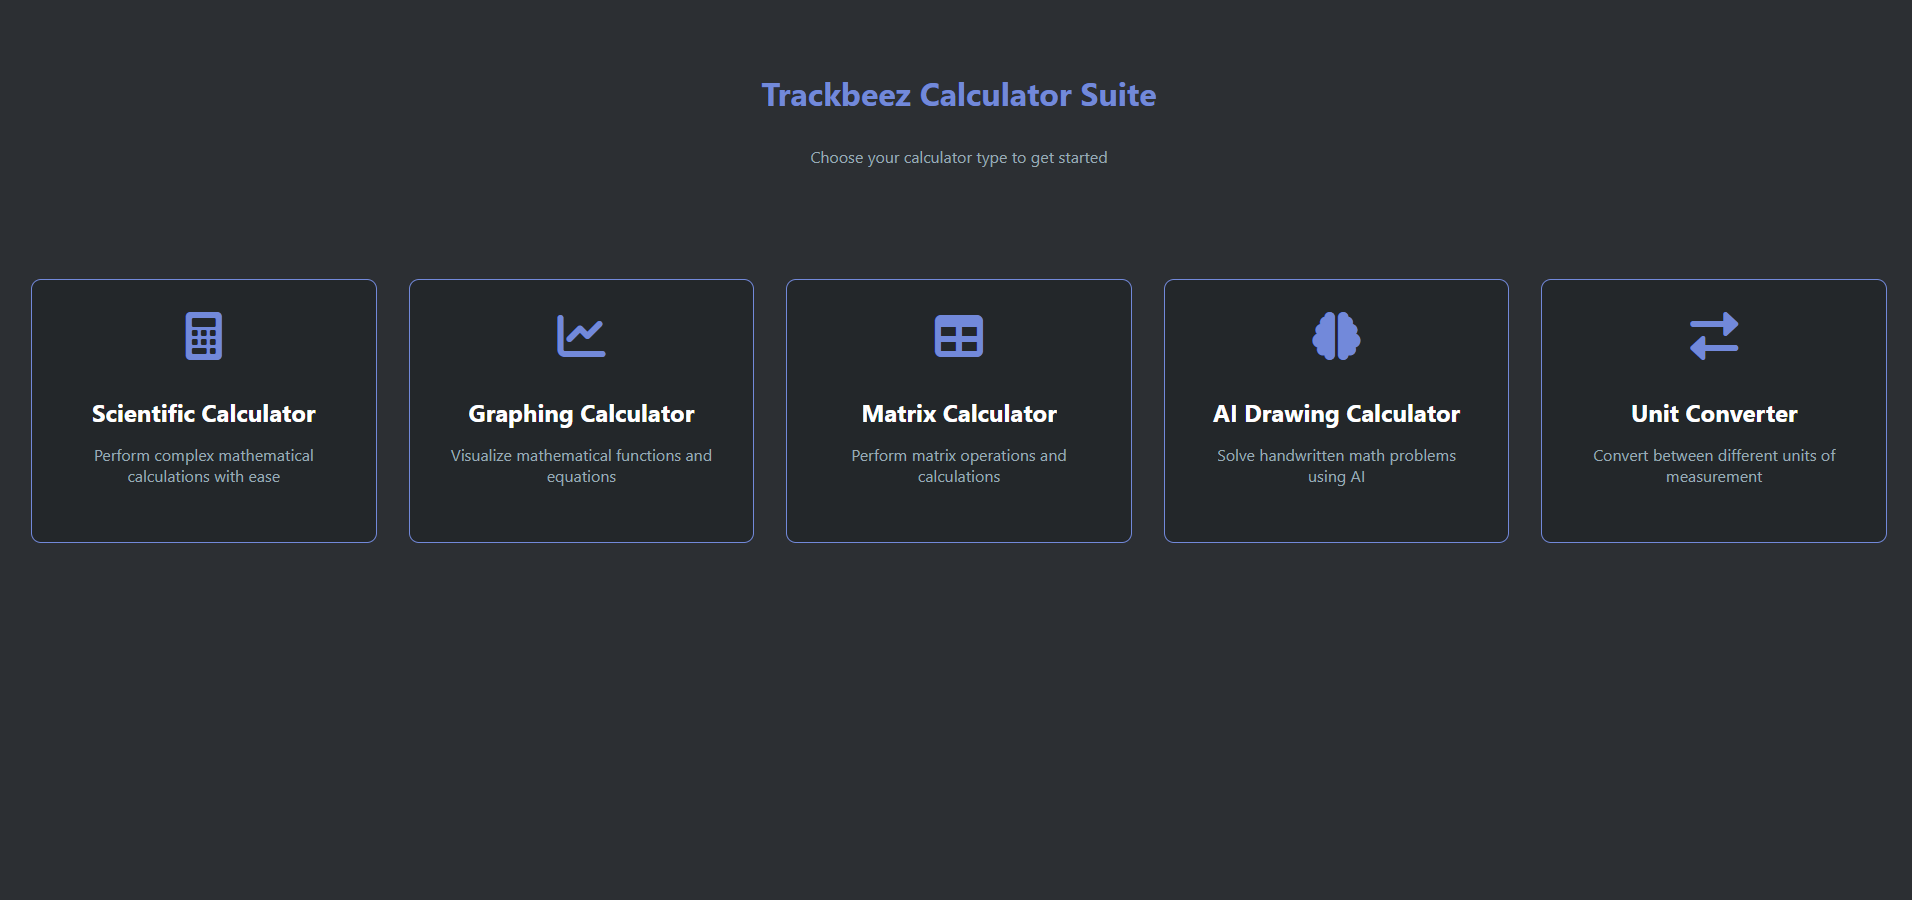 Trackbeez Calculator Suite
Choose your calculator type to get started
Scientific Calculator
Perform complex mathematical
calculations with ease
Graphing Calculator
Visualize mathematical functions and
equations
Matrix Calculator
Perform matrix operations and
calculations
AI Drawing Calculator
Solve handwritten math problems
using AI
Unit Converter
Convert between different units of
measurement